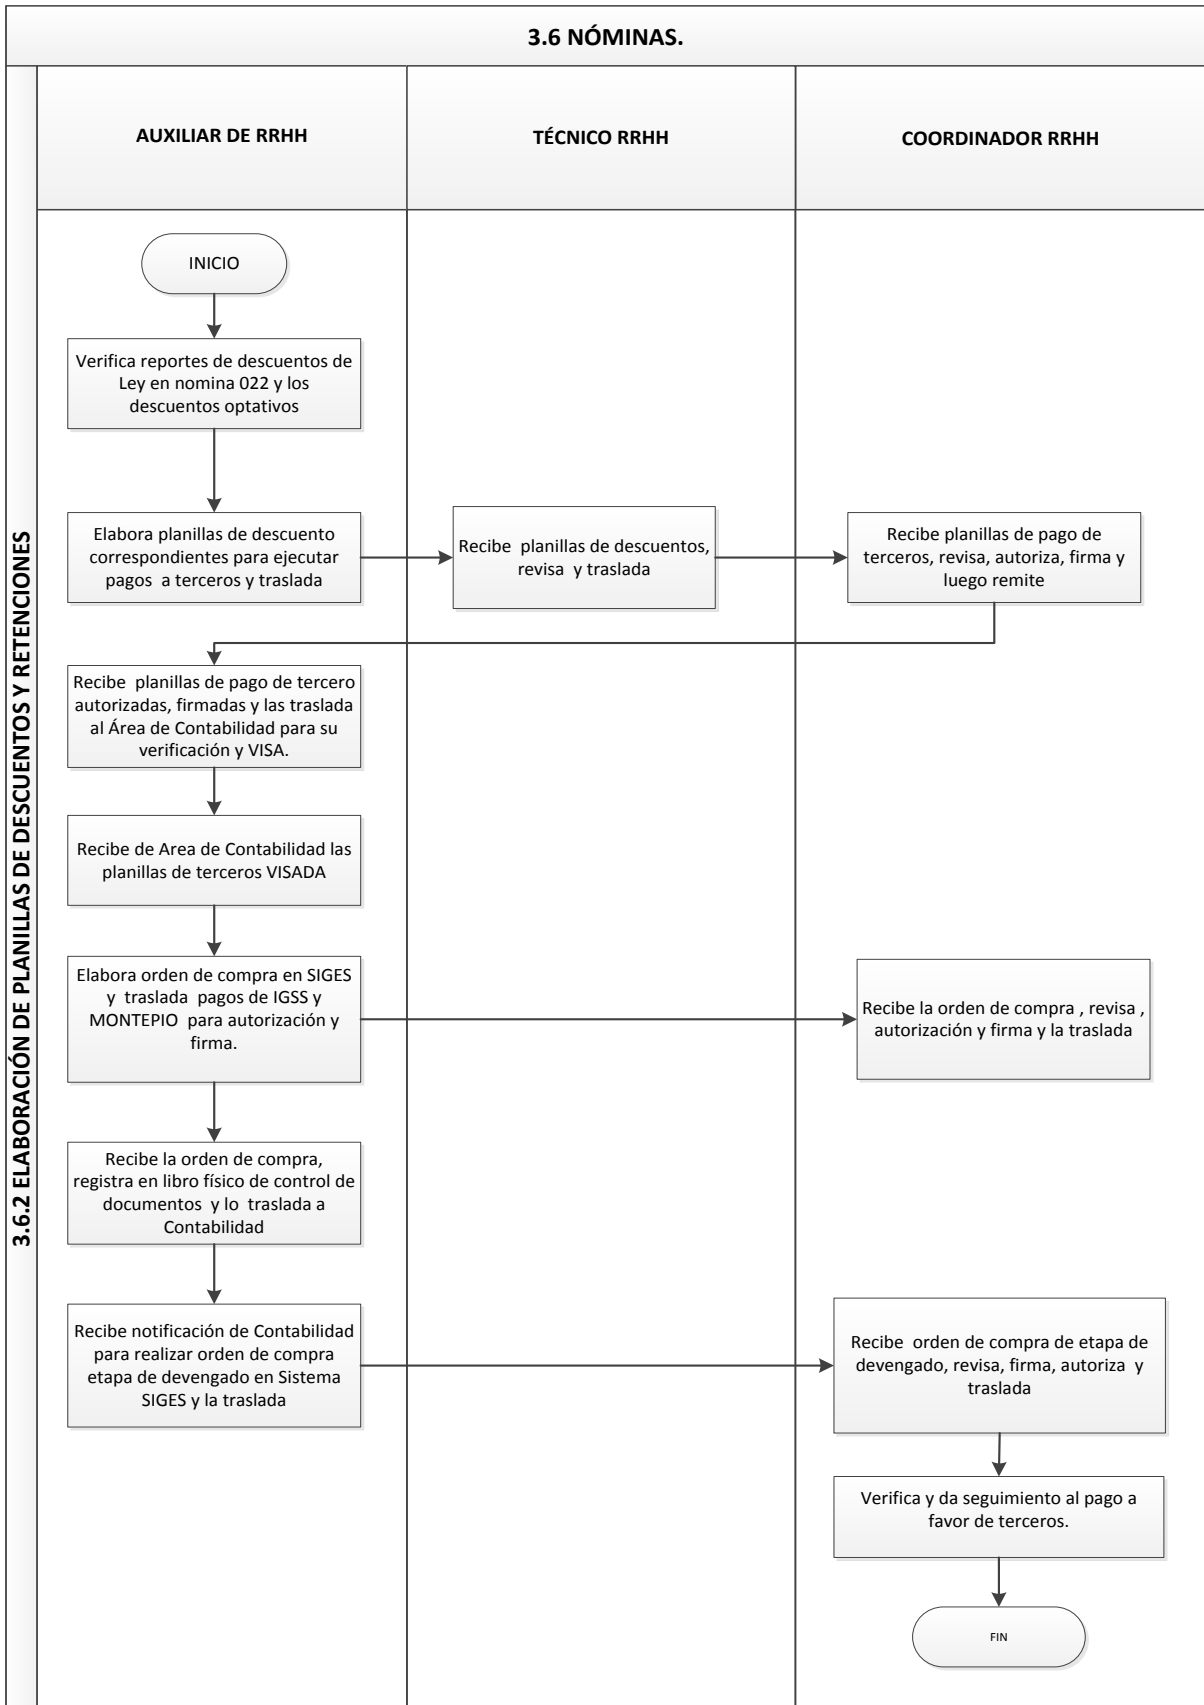 3.6 NÓMINAS.
3.6.2 ELABORACIÓN DE PLANILLAS DE DESCUENTOS Y RETENCIONES
AUXILIAR DE RRHH
TÉCNICO RRHH
COORDINADOR RRHH
INICIO
Verifica reportes de descuentos de
Ley en nomina 022 y los
descuentos optativos
Elabora planillas de descuento
correspondientes para ejecutar
pagos a terceros y traslada
Recibe planillas de descuentos,
revisa y traslada
Recibe planillas de pago de
terceros, revisa, autoriza, firma y
luego remite
Recibe planillas de pago de tercero
autorizadas, firmadas y las traslada
al Área de Contabilidad para su
verificación y VISA.
Recibe de Area de Contabilidad las
planillas de terceros VISADA
Elabora orden de compra en SIGES
y traslada pagos de IGSS y
MONTEPIO para autorización y
firma.
Recibe la orden de compra , revisa ,
autorización y firma y la traslada
Recibe la orden de compra,
registra en libro físico de control de
documentos y lo traslada a
Contabilidad
Recibe notificación de Contabilidad
para realizar orden de compra
etapa de devengado en Sistema
SIGES y la traslada
Recibe orden de compra de etapa de
devengado, revisa, firma, autoriza y
traslada
Verifica y da seguimiento al pago a
favor de terceros.
FIN